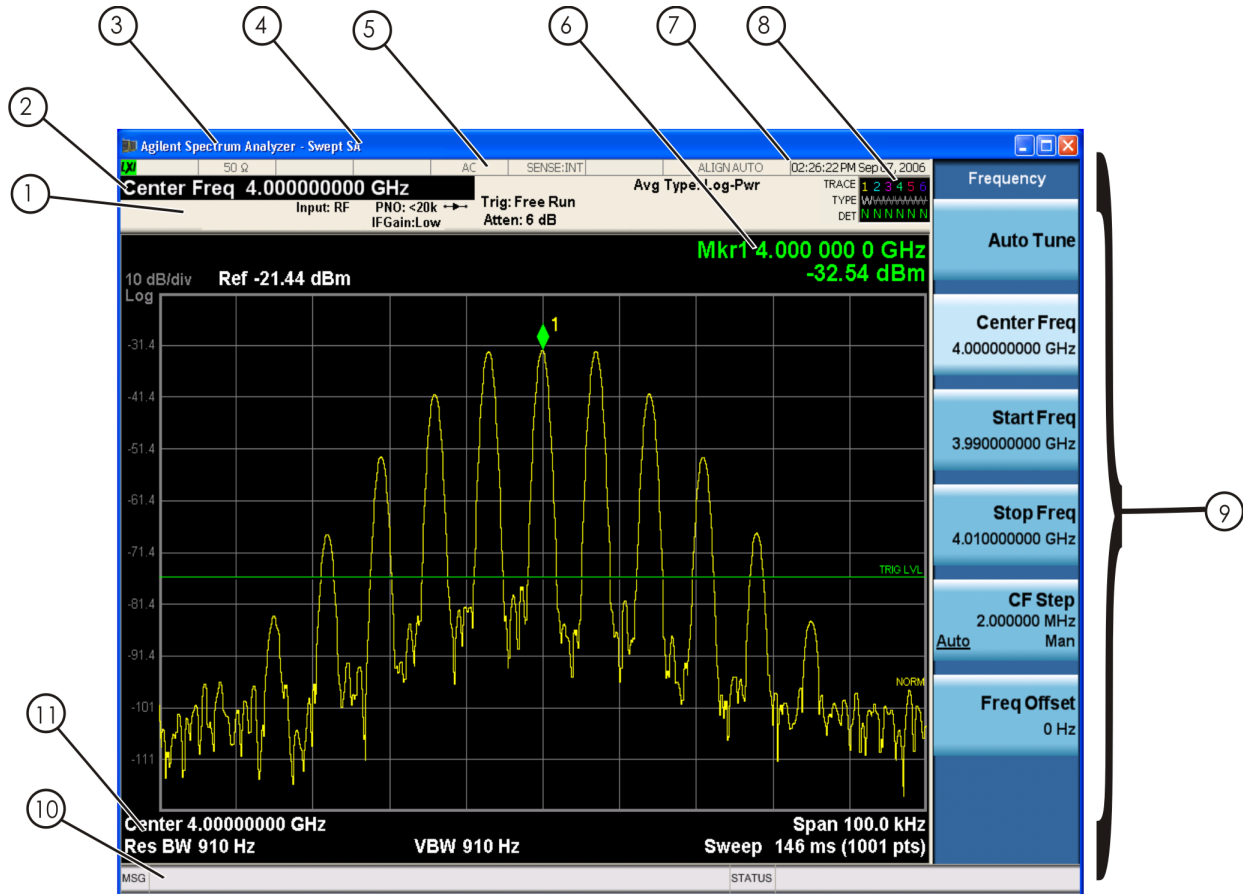 3
4
5
6
7
8
2
1
Agilent Spectrum Analyzer - Swept SA
LXI 50 Ω AC SENSE:INT ALIGN AUTO 02:26:22 PM Sep 07, 2006
Center Freq 4.000000000 GHz
Input: RF PNO: <20k Trig: Free Run Avg Type: Log-Pwr
IFGain:Low Atten: 6 dB
TRACE 1 2 3 4 5 6
TYPE WWWWWW
DET N N N N N N
Mkr1 4.000 000 0 GHz
-32.54 dBm
10 dB/div Ref -21.44 dBm
Log
1
-31.4
-41.4
-51.4
-61.4
-71.4
TRIG LVL
-81.4
-91.4
NORM
-101
-111
Center 4.00000000 GHz Span 100.0 kHz
Res BW 910 Hz VBW 910 Hz Sweep 146 ms (1001 pts)
MSG STATUS
Frequency
Auto Tune
Center Freq
4.000000000 GHz
Start Freq
3.990000000 GHz
Stop Freq
4.010000000 GHz
CF Step
2.000000 MHz
Auto Man
Freq Offset
0 Hz
9
11
10